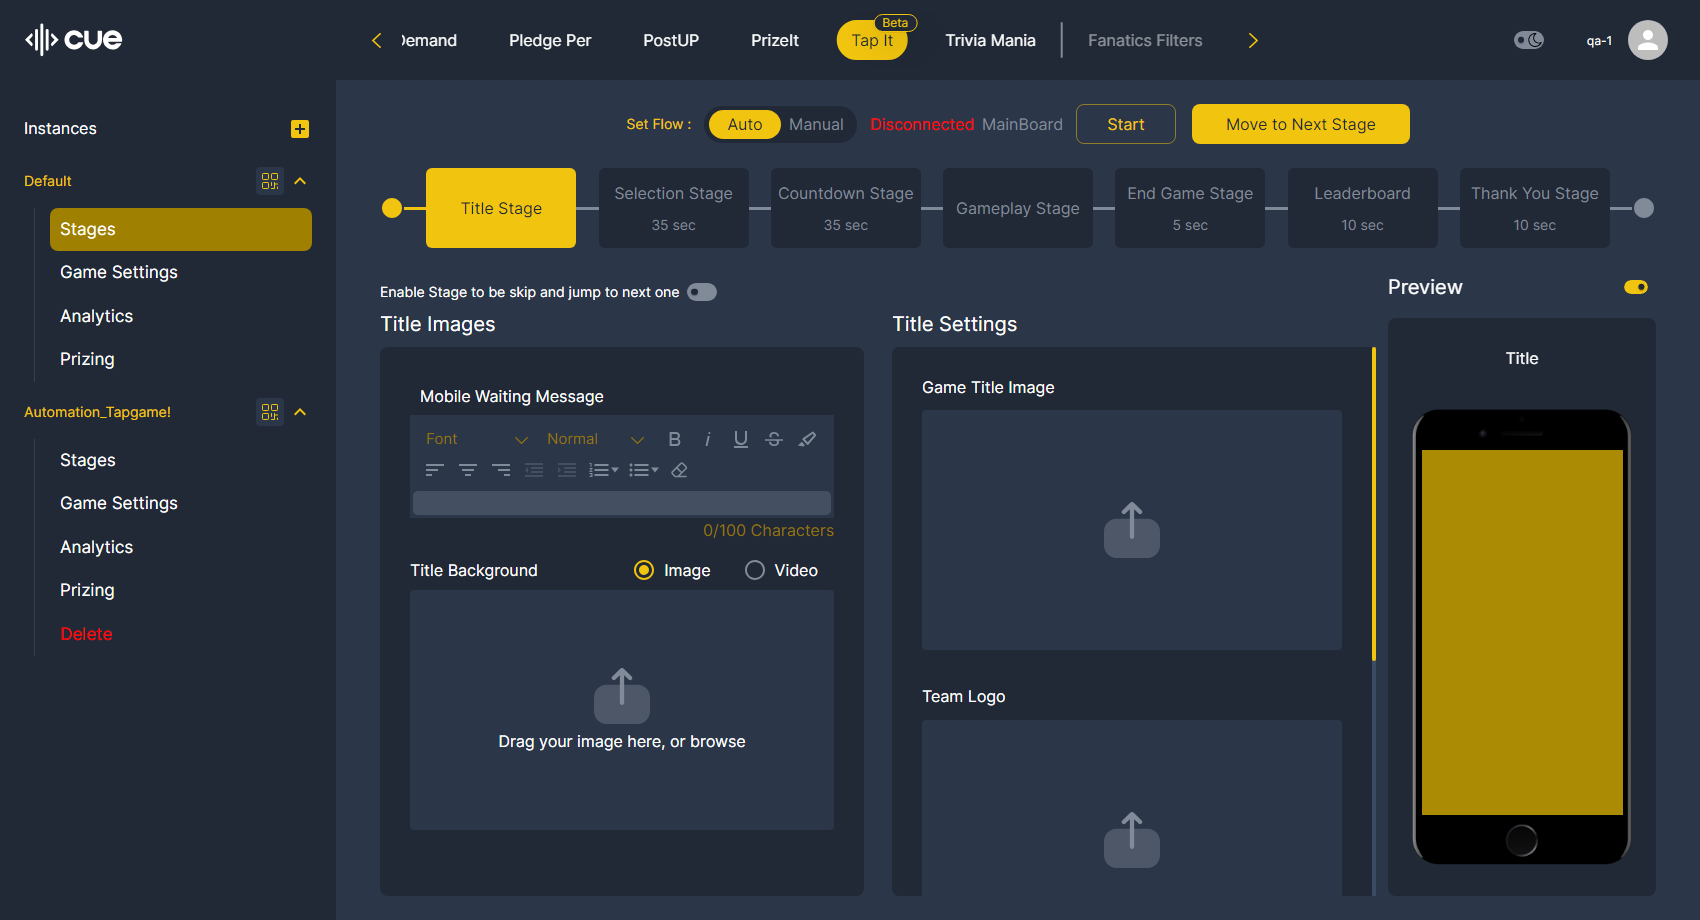 cue
Demand
Pledge Per
PostUP
PrizeIt
Tap It
Beta
Trivia Mania
Fanatics Filters
qa-1
Instances
Default
Stages
Game Settings
Analytics
Prizing
Automation_Tapgame!
Stages
Game Settings
Analytics
Prizing
Delete
Set Flow :
Auto
Manual
Disconnected MainBoard
Start
Move to Next Stage
Title Stage
Selection Stage
35 sec
Countdown Stage
35 sec
Gameplay Stage
End Game Stage
5 sec
Leaderboard
10 sec
Thank You Stage
10 sec
Enable Stage to be skip and jump to next one
Title Images
Mobile Waiting Message
Font
Normal
B
i
U
S
0/100 Characters
Title Background
Image
Video
Drag your image here, or browse
Title Settings
Game Title Image
Team Logo
Preview
Title